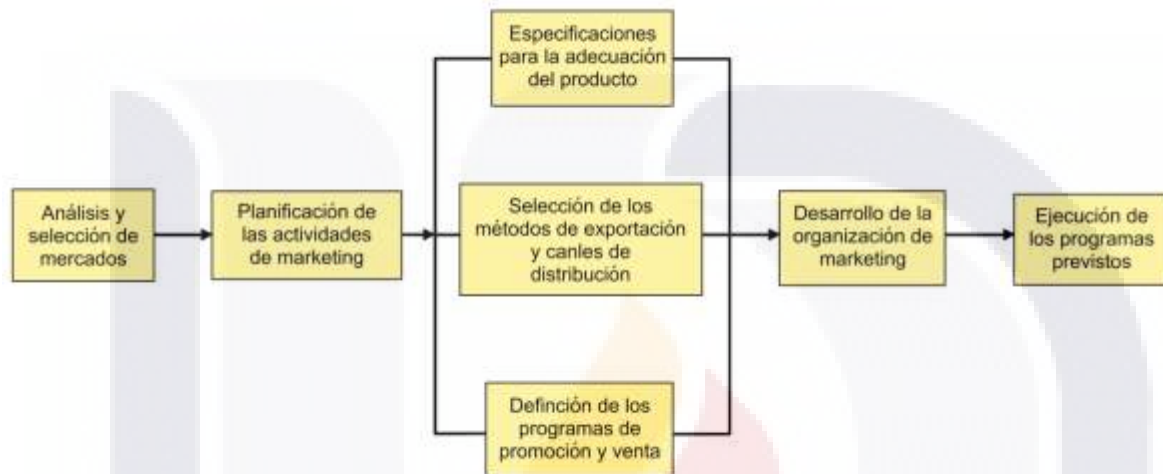 Análisis y
selección de
mercados
Planificación de
las actividades
de marketing
Especificaciones
para la adecuación
del producto
Selección de los
métodos de exportación
y canles de
distribución
Definción de los
programas de
promoción y venta
Desarrollo de la
organización de
marketing
Ejecución de
los programas
previstos